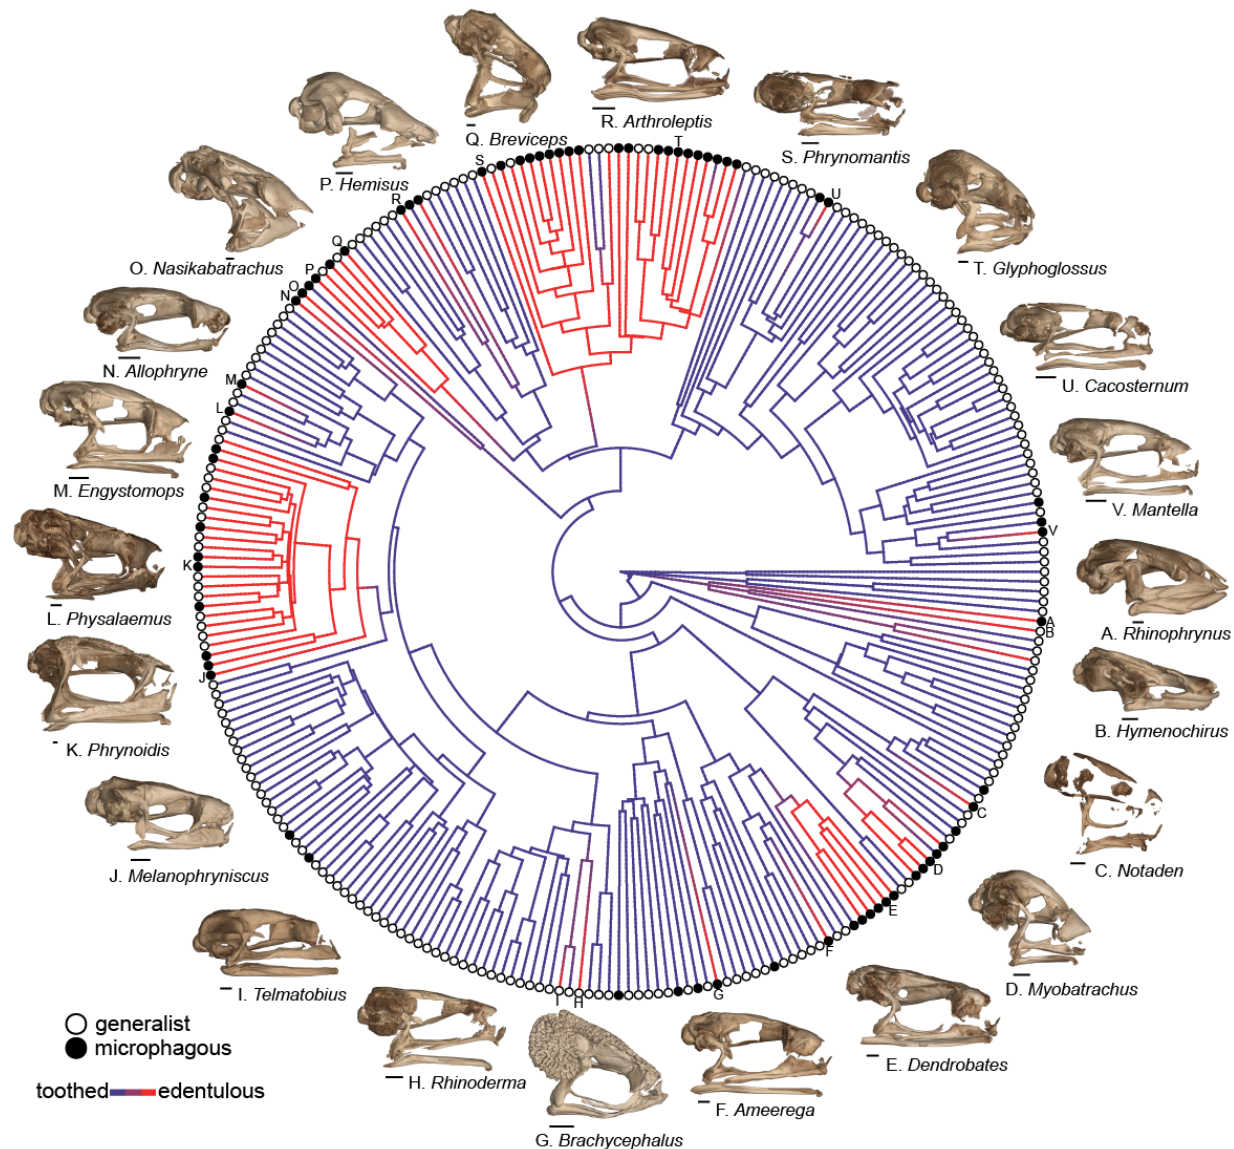 Q. Breviceps
R. Arthroleptis
S. Phrynomantis
P. Hemisus
T. Glyphoglossus
O. Nasikabatrachus
U. Cacosternum
N. Allophryne
V. Mantella
M. Engystomops
A. Rhinophrynus
L. Physalaemus
B. Hymenochirus
K. Phrynoidis
C. Notaden
J. Melanophryniscus
D. Myobatrachus
I. Telmatobius
E. Dendrobates
H. Rhinoderma
F. Ameerega
G. Brachycephalus
S
T
R
U
Q
P
O
N
M
L
V
K
A
B
J
C
D
E
F
G
I
H
generalist
microphagous
toothed edentulous